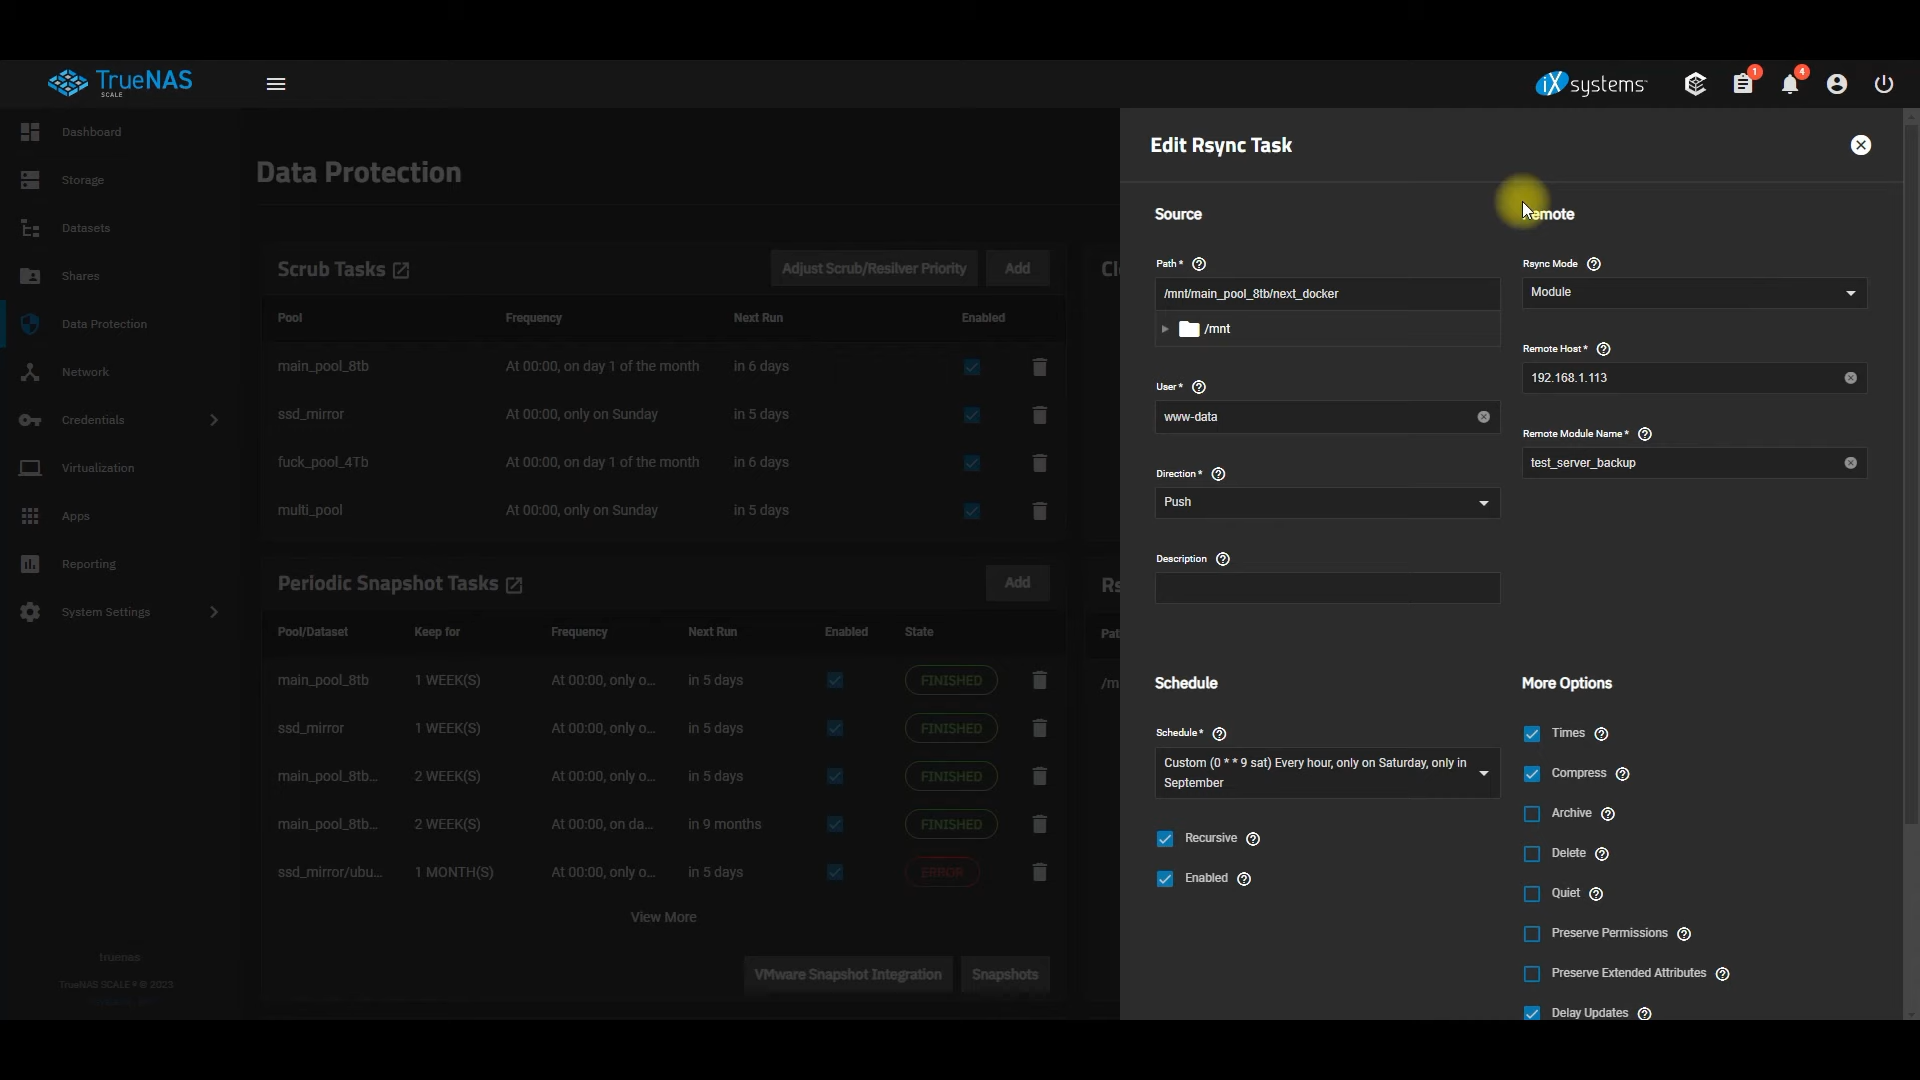 TrueNAS
SCALE
iXsystems
1
4
Dashboard
Storage
Datasets
Shares
Data Protection
Network
Credentials
Virtualization
Apps
Reporting
System Settings
truenas
TrueNAS SCALE ® © 2023
Data Protection
Scrub Tasks
Adjust Scrub/Resilver Priority
Add
Pool Frequency Next Run Enabled
main_pool_8tb At 00:00, on day 1 of the month in 6 days
ssd_mirror At 00:00, only on Sunday in 5 days
fuck_pool_4Tb At 00:00, on day 1 of the month in 6 days
multi_pool At 00:00, only on Sunday in 5 days
Periodic Snapshot Tasks
Add
Pool/Dataset Keep for Frequency Next Run Enabled State
main_pool_8tb 1 WEEK(S) At 00:00, only o... in 5 days FINISHED
ssd_mirror 1 WEEK(S) At 00:00, only o... in 5 days FINISHED
main_pool_8tb... 2 WEEK(S) At 00:00, only o... in 5 days FINISHED
main_pool_8tb... 2 WEEK(S) At 00:00, on da... in 9 months FINISHED
ssd_mirror/ubu... 1 MONTH(S) At 00:00, only o... in 5 days ERROR
View More
VMware Snapshot Integration
Snapshots
Cl
Rs
Pat
/m
Edit Rsync Task
Source
Path*
/mnt/main_pool_8tb/next_docker
/mnt
User*
www-data
Direction*
Push
Description
Remote
Rsync Mode
Module
Remote Host*
192.168.1.113
Remote Module Name*
test_server_backup
Schedule
Schedule*
Custom (0 * * 9 sat) Every hour, only on Saturday, only in
September
Recursive
Enabled
More Options
Times
Compress
Archive
Delete
Quiet
Preserve Permissions
Preserve Extended Attributes
Delay Updates